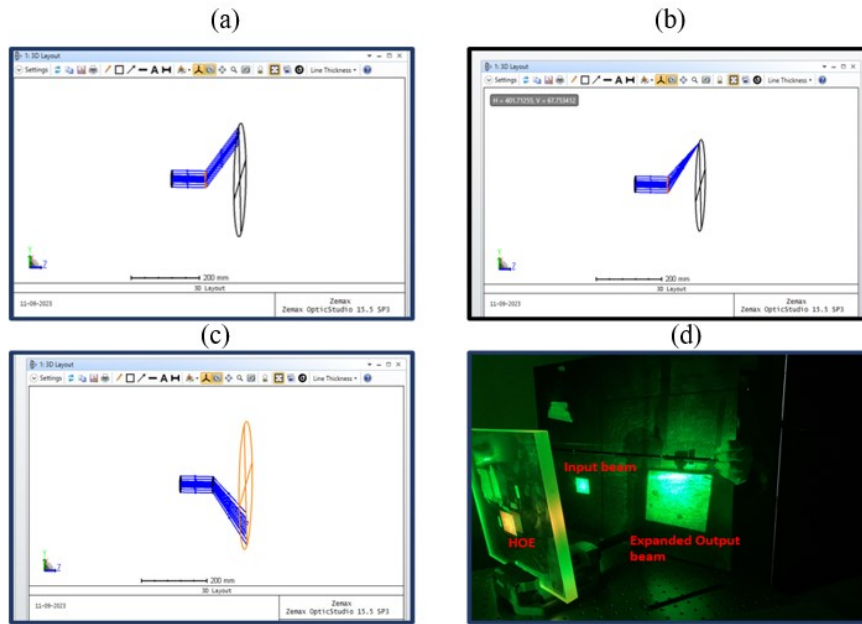 (a)
(b)
1: 3D Layout
Settings
Line Thickness
200 mm
3D Layout
11-09-2023
Zemax
Zemax OpticStudio 15.5 SP3
1: 3D Layout
Settings
Line Thickness
H = 401.71255, V = 67.753412
200 mm
3D Layout
11-09-2023
Zemax
Zemax OpticStudio 15.5 SP3
(c)
(d)
1: 3D Layout
Settings
Line Thickness
200 mm
3D Layout
11-09-2023
Zemax
Zemax OpticStudio 15.5 SP3
Input beam
HOE
Expanded Output
beam